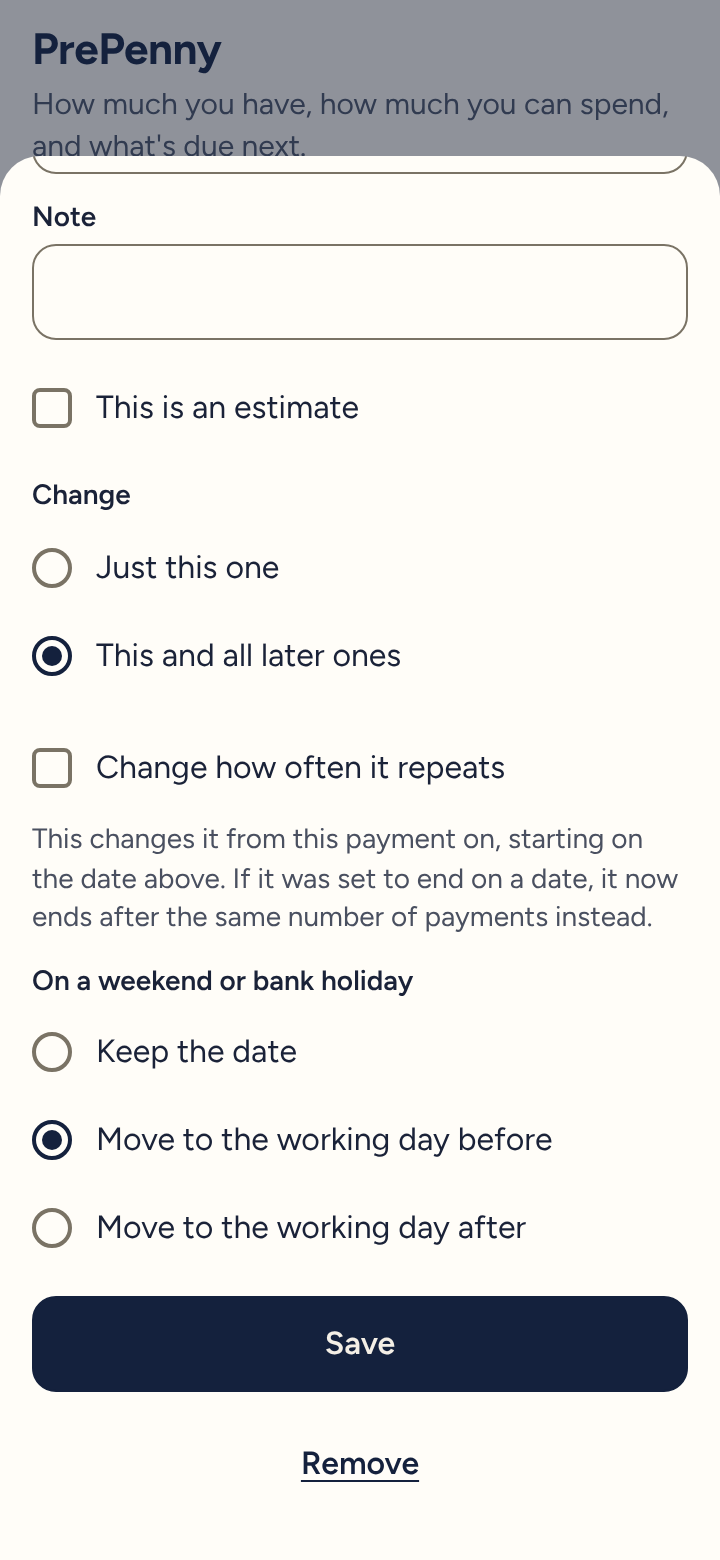 PrePenny
How much you have, how much you can spend,
and what's due next.
Note
This is an estimate
Change
Just this one
This and all later ones
Change how often it repeats
This changes it from this payment on, starting on
the date above. If it was set to end on a date, it now
ends after the same number of payments instead.
On a weekend or bank holiday
Keep the date
Move to the working day before
Move to the working day after
Save
Remove